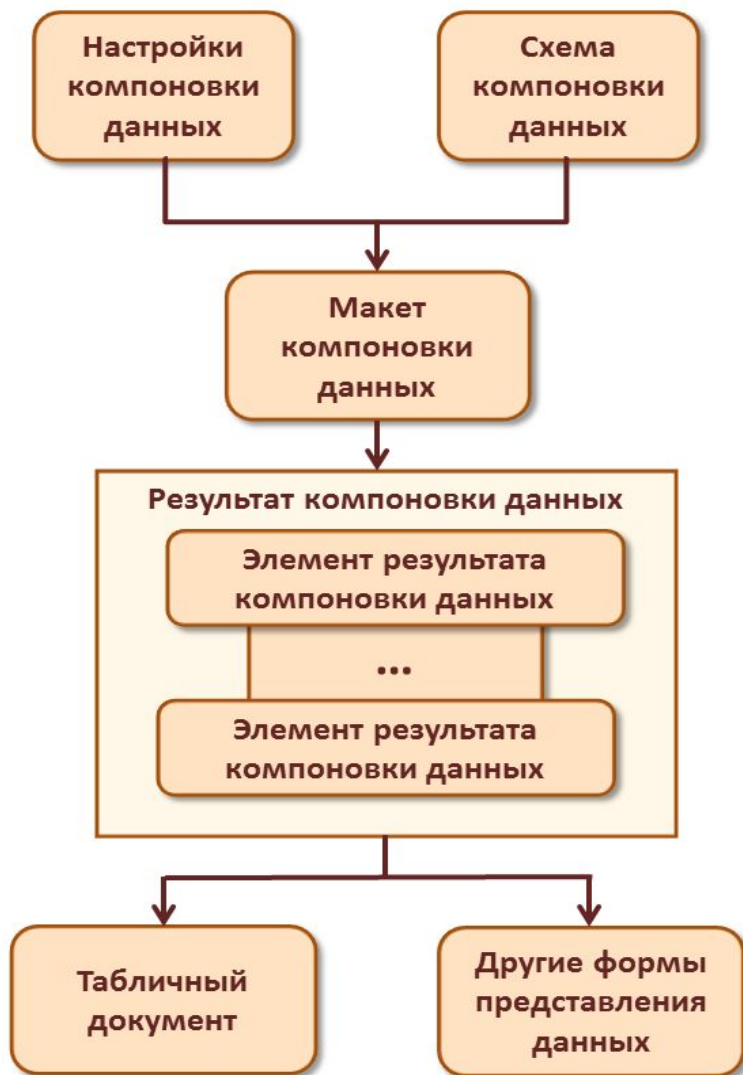 Настройки
компоновки
данных
Схема
компоновки
данных
Макет
компоновки
данных
Результат компоновки данных
Элемент результата
компоновки данных
...
Элемент результата
компоновки данных
Табличный
документ
Другие формы
представления
данных